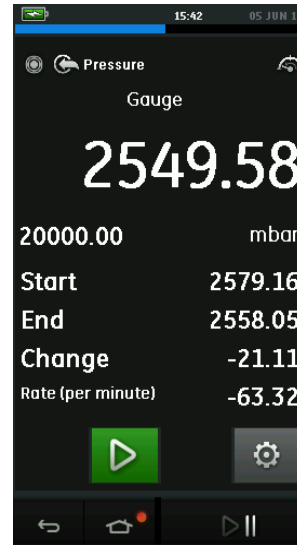 15:42 05 JUN 1
Pressure
Gauge
2549.58
20000.00 mbar
Start 2579.16
End 2558.05
Change -21.11
Rate (per minute) -63.32